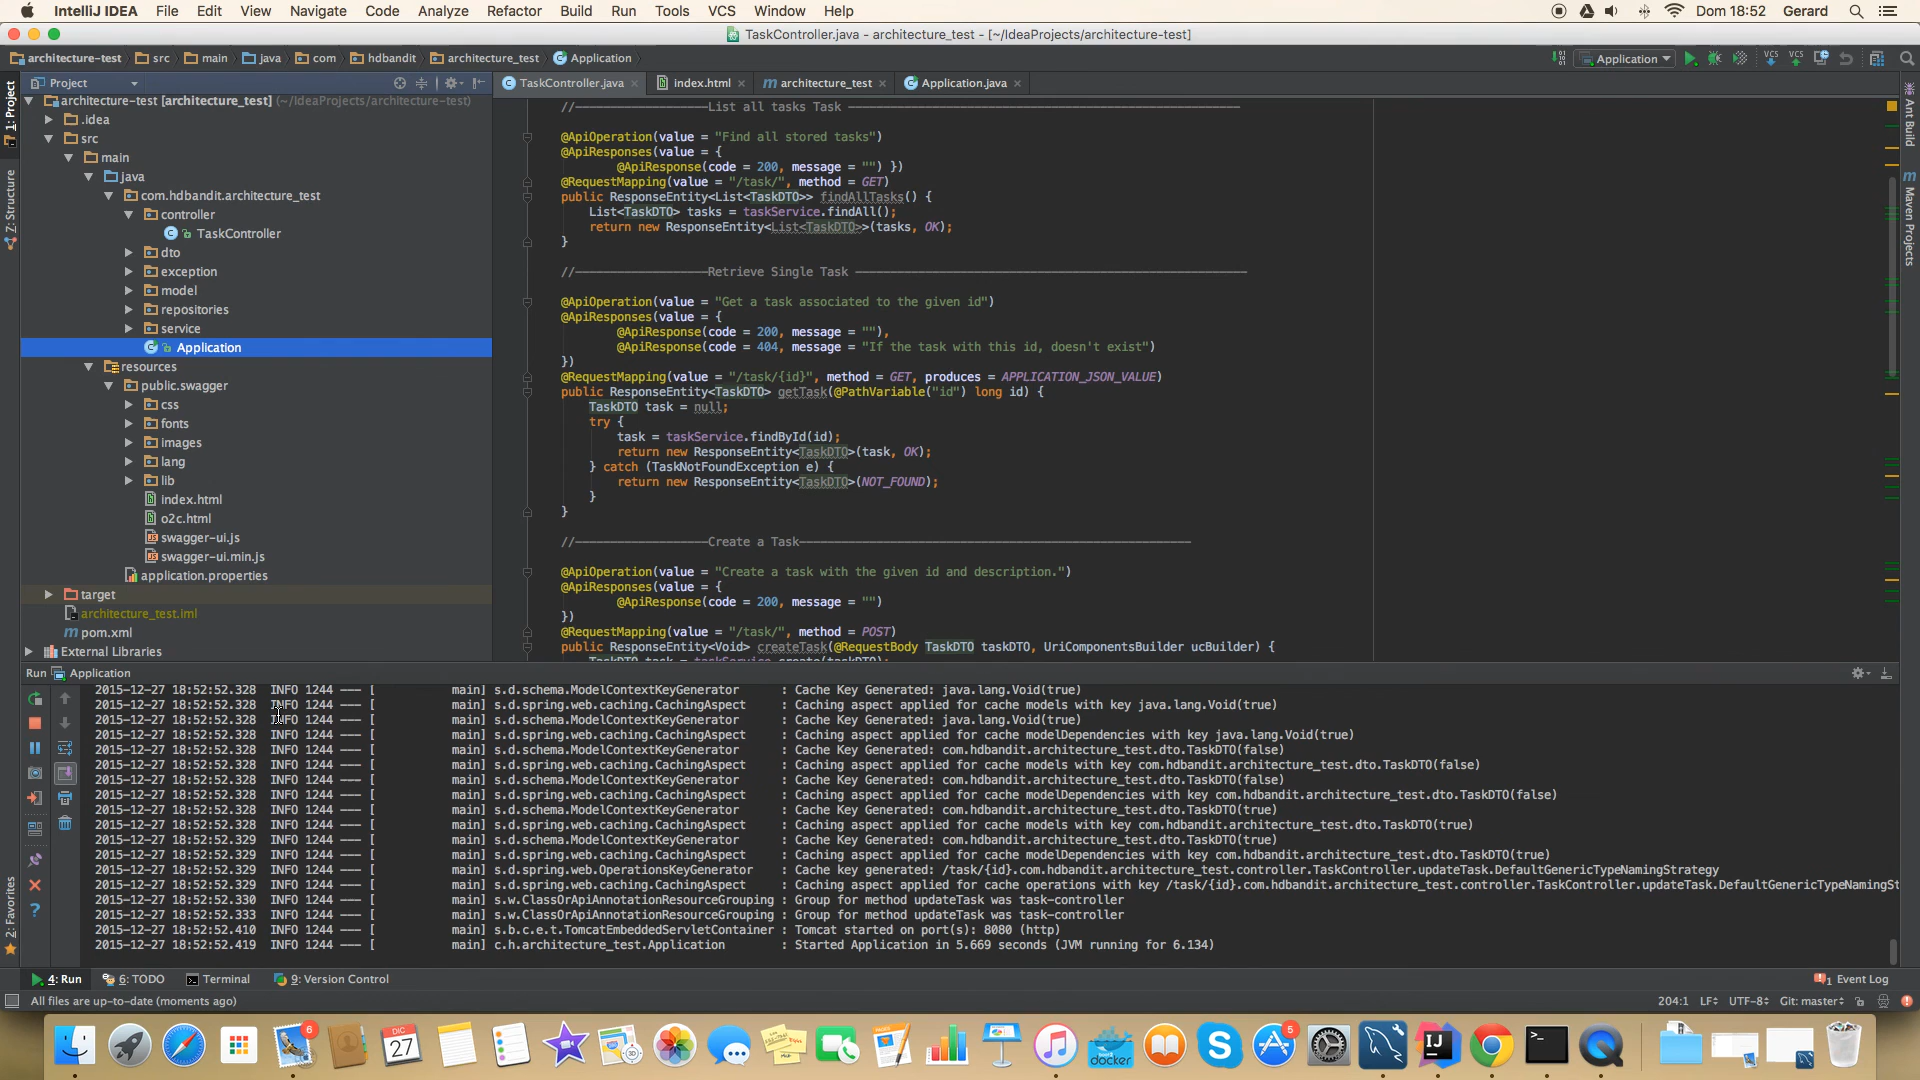 IntelliJ IDEA File Edit View Navigate Code Analyze Refactor Build Run Tools VCS Window Help Dom 18:52 Gerard
TaskController.java - architecture_test - [~/IdeaProjects/architecture-test]
architecture-test src main java com hdbandit architecture_test Application Application
Project TaskController.java index.html m architecture_test Application.java
1: Project
Z: Structure
2: Favorites
Ant Build
m Maven Projects
architecture-test [architecture_test] (~/IdeaProjects/architecture-test)
.idea
src
main
java
com.hdbandit.architecture_test
controller
TaskController
dto
exception
model
repositories
service
Application
resources
public.swagger
css
fonts
images
lang
lib
index.html
o2c.html
swagger-ui.js
swagger-ui.min.js
application.properties
target
architecture_test.iml
m pom.xml
External Libraries
//———————————————————List all tasks Task ————————————————————————————————————————————————————————
@ApiOperation(value = "Find all stored tasks")
@ApiResponses(value = {
@ApiResponse(code = 200, message = "") })
@RequestMapping(value = "/task/", method = GET)
public ResponseEntity<List<TaskDTO>> findAllTasks() {
List<TaskDTO> tasks = taskService.findAll();
return new ResponseEntity<List<TaskDTO>>(tasks, OK);
}
//———————————————————Retrieve Single Task ————————————————————————————————————————————————————————
@ApiOperation(value = "Get a task associated to the given id")
@ApiResponses(value = {
@ApiResponse(code = 200, message = ""),
@ApiResponse(code = 404, message = "If the task with this id, doesn't exist")
})
@RequestMapping(value = "/task/{id}", method = GET, produces = APPLICATION_JSON_VALUE)
public ResponseEntity<TaskDTO> getTask(@PathVariable("id") long id) {
TaskDTO task = null;
try {
task = taskService.findById(id);
return new ResponseEntity<TaskDTO>(task, OK);
} catch (TaskNotFoundException e) {
return new ResponseEntity<TaskDTO>(NOT_FOUND);
}
}
//———————————————————Create a Task————————————————————————————————————————————————————————
@ApiOperation(value = "Create a task with the given id and description.")
@ApiResponses(value = {
@ApiResponse(code = 200, message = "")
})
@RequestMapping(value = "/task/", method = POST)
public ResponseEntity<Void> createTask(@RequestBody TaskDTO taskDTO, UriComponentsBuilder ucBuilder) {
TaskDTO task = taskService.create(taskDTO);
Run Application
2015-12-27 18:52:52.328 INFO 1244 --- [ main] s.d.schema.ModelContextKeyGenerator : Cache Key Generated: java.lang.Void(true)
2015-12-27 18:52:52.328 INFO 1244 --- [ main] s.d.spring.web.caching.CachingAspect : Caching aspect applied for cache models with key java.lang.Void(true)
2015-12-27 18:52:52.328 INFO 1244 --- [ main] s.d.schema.ModelContextKeyGenerator : Cache Key Generated: java.lang.Void(true)
2015-12-27 18:52:52.328 INFO 1244 --- [ main] s.d.spring.web.caching.CachingAspect : Caching aspect applied for cache modelDependencies with key java.lang.Void(true)
2015-12-27 18:52:52.328 INFO 1244 --- [ main] s.d.schema.ModelContextKeyGenerator : Cache Key Generated: com.hdbandit.architecture_test.dto.TaskDTO(false)
2015-12-27 18:52:52.328 INFO 1244 --- [ main] s.d.spring.web.caching.CachingAspect : Caching aspect applied for cache models with key com.hdbandit.architecture_test.dto.TaskDTO(false)
2015-12-27 18:52:52.328 INFO 1244 --- [ main] s.d.schema.ModelContextKeyGenerator : Cache Key Generated: com.hdbandit.architecture_test.dto.TaskDTO(false)
2015-12-27 18:52:52.328 INFO 1244 --- [ main] s.d.spring.web.caching.CachingAspect : Caching aspect applied for cache modelDependencies with key com.hdbandit.architecture_test.dto.TaskDTO(false)
2015-12-27 18:52:52.328 INFO 1244 --- [ main] s.d.schema.ModelContextKeyGenerator : Cache Key Generated: com.hdbandit.architecture_test.dto.TaskDTO(true)
2015-12-27 18:52:52.328 INFO 1244 --- [ main] s.d.spring.web.caching.CachingAspect : Caching aspect applied for cache models with key com.hdbandit.architecture_test.dto.TaskDTO(true)
2015-12-27 18:52:52.329 INFO 1244 --- [ main] s.d.schema.ModelContextKeyGenerator : Cache Key Generated: com.hdbandit.architecture_test.dto.TaskDTO(true)
2015-12-27 18:52:52.329 INFO 1244 --- [ main] s.d.spring.web.caching.CachingAspect : Caching aspect applied for cache modelDependencies with key com.hdbandit.architecture_test.dto.TaskDTO(true)
2015-12-27 18:52:52.329 INFO 1244 --- [ main] s.d.spring.web.OperationsKeyGenerator : Cache key generated: /task/{id}.com.hdbandit.architecture_test.controller.TaskController.updateTask.DefaultGenericTypeNamingStrategy
2015-12-27 18:52:52.329 INFO 1244 --- [ main] s.d.spring.web.caching.CachingAspect : Caching aspect applied for cache operations with key /task/{id}.com.hdbandit.architecture_test.controller.TaskController.updateTask.DefaultGenericTypeNamingSt
2015-12-27 18:52:52.330 INFO 1244 --- [ main] s.w.ClassOrApiAnnotationResourceGrouping : Group for method updateTask was task-controller
2015-12-27 18:52:52.333 INFO 1244 --- [ main] s.w.ClassOrApiAnnotationResourceGrouping : Group for method updateTask was task-controller
2015-12-27 18:52:52.410 INFO 1244 --- [ main] s.b.c.e.t.TomcatEmbeddedServletContainer : Tomcat started on port(s): 8080 (http)
2015-12-27 18:52:52.419 INFO 1244 --- [ main] c.h.architecture_test.Application : Started Application in 5.669 seconds (JVM running for 6.134)
4: Run 6: TODO Terminal 9: Version Control 1 Event Log
All files are up-to-date (moments ago) 204:1 LF÷ UTF-8÷ Git: master÷
6 DIC 27 docker 5 IJ